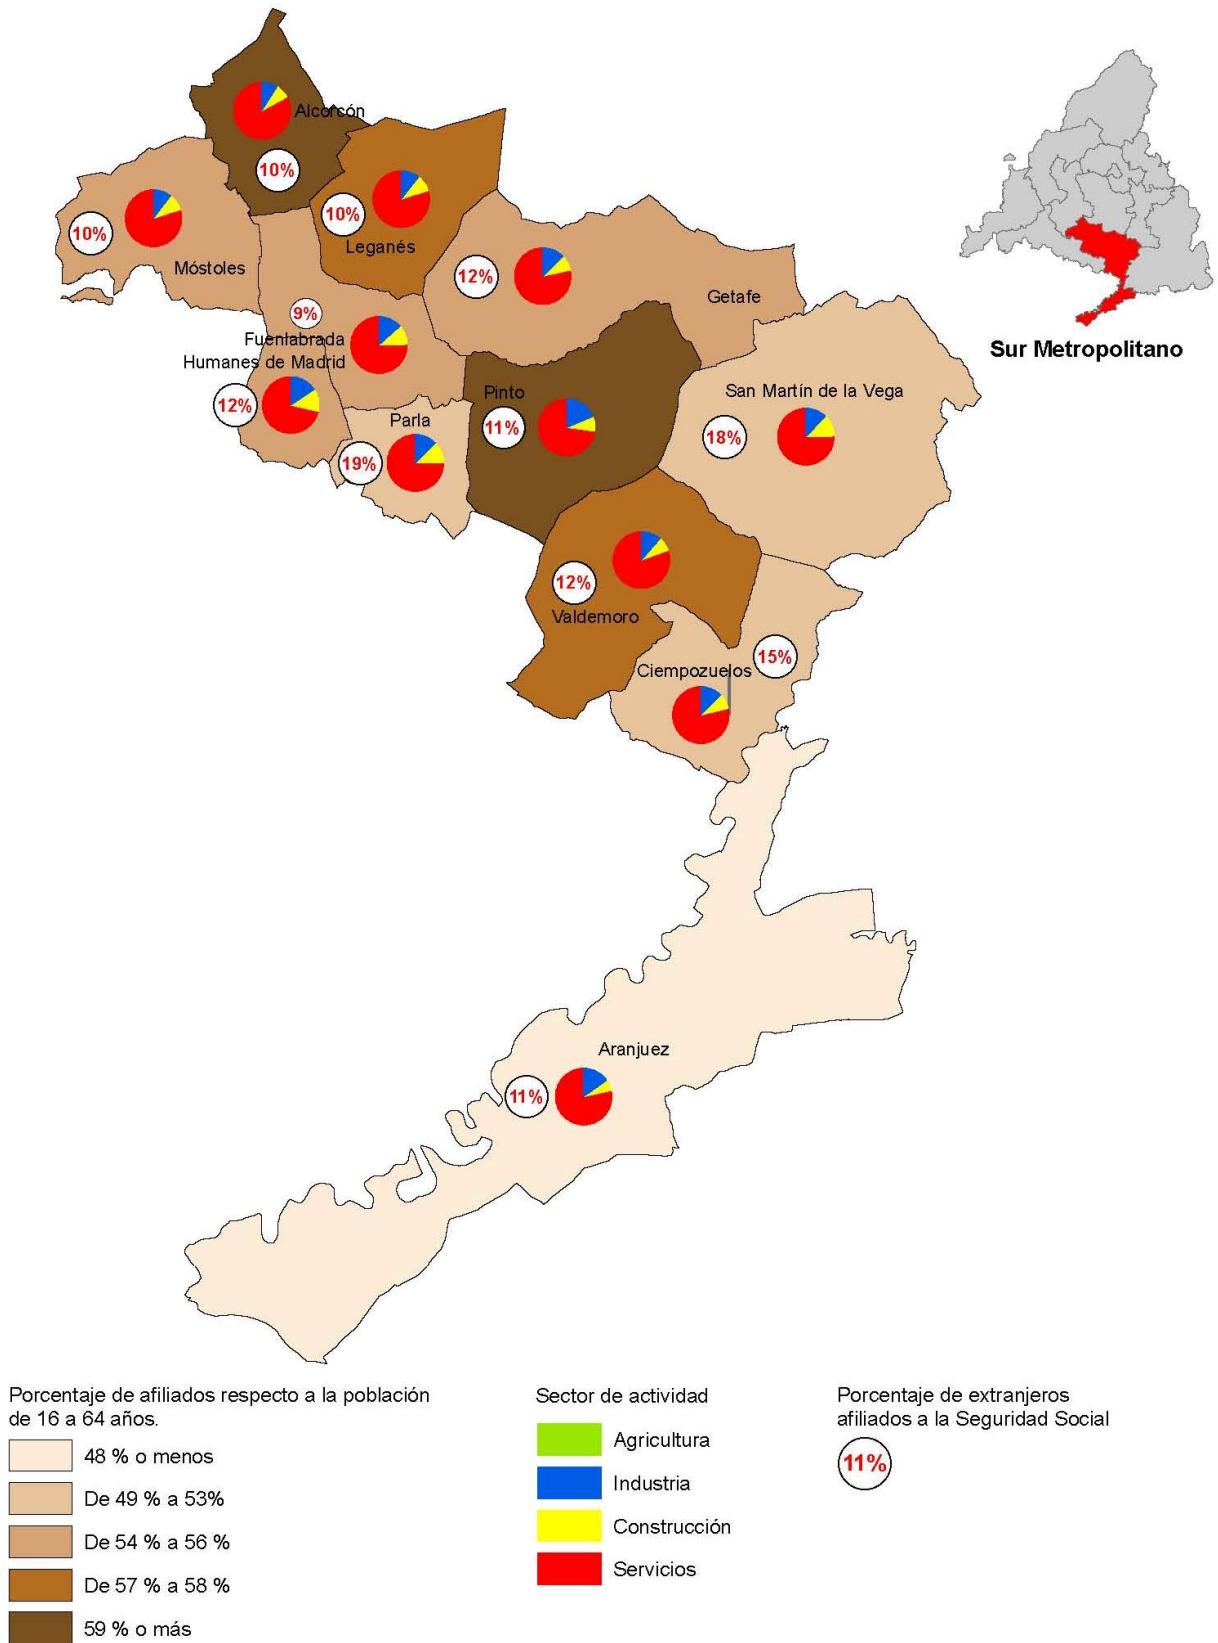 Alcorcón
10%
10%
Leganés
10%
Móstoles
12%
Getafe
Sur Metropolitano
9%
Fuenlabrada
Humanes de Madrid
12%
Pinto
11%
San Martín de la Vega
18%
Parla
19%
12%
Valdemoro
15%
Ciempozuelos
Aranjuez
11%
Porcentaje de afiliados respecto a la población
de 16 a 64 años.
48 % o menos
De 49 % a 53%
De 54 % a 56 %
De 57 % a 58 %
59 % o más
Sector de actividad
Agricultura
Industria
Construcción
Servicios
Porcentaje de extranjeros
afiliados a la Seguridad Social
11%